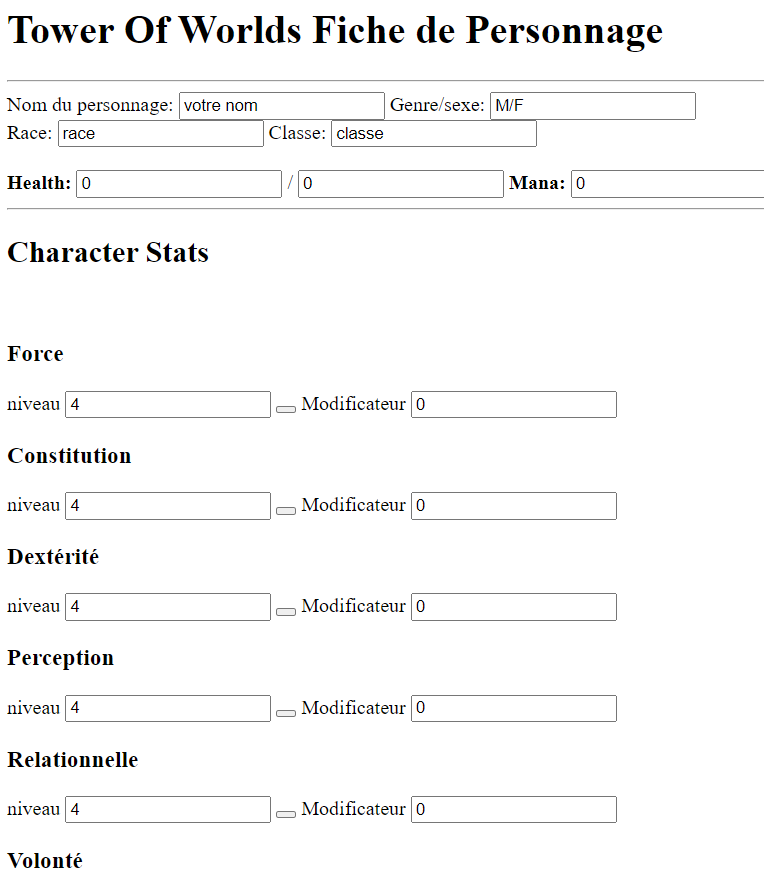 Tower Of Worlds Fiche de Personnage
Nom du personnage: votre nom Genre/sexe: M/F
Race: race Classe: classe
Health: 0 / 0 Mana: 0
Character Stats
Force
niveau 4 Modificateur 0
Constitution
niveau 4 Modificateur 0
Dextérité
niveau 4 Modificateur 0
Perception
niveau 4 Modificateur 0
Relationnelle
niveau 4 Modificateur 0
Volonté